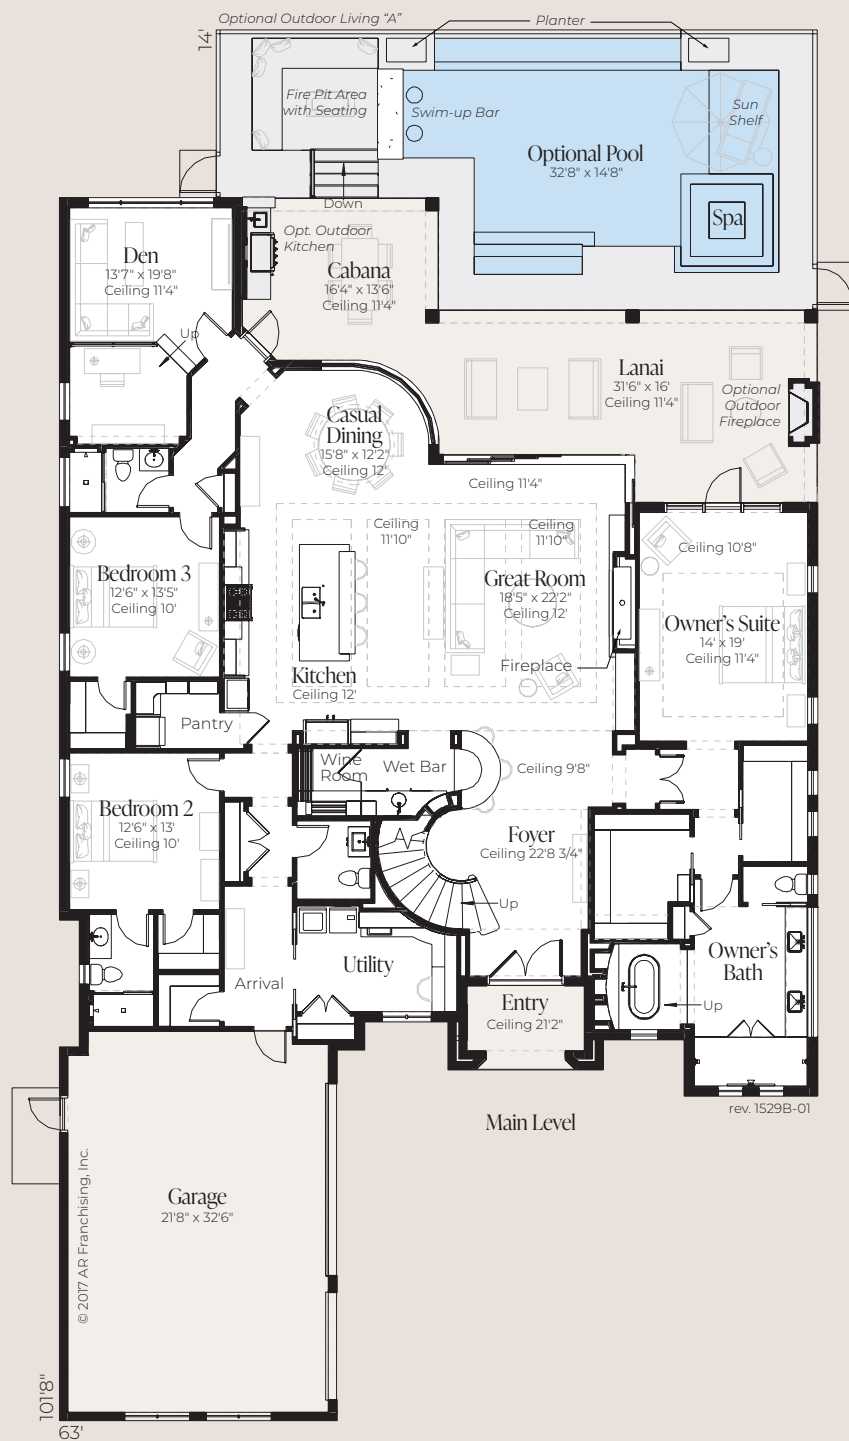 Optional Outdoor Living “A”
Planter
14'
Fire Pit Area
with Seating
Swim-up Bar
Sun
Shelf
Optional Pool
32'8" x 14'8"
Spa
Down
Opt. Outdoor
Kitchen
Cabana
16'4" x 13'6"
Ceiling 11'4"
Den
13'7" x 19'8"
Ceiling 11'4"
Up
Lanai
31'6" x 16'
Ceiling 11'4"
Optional
Outdoor
Fireplace
Casual
Dining
15'8" x 12'2"
Ceiling 12"
Ceiling 11'4"
Ceiling
11'10"
Ceiling
11'10"
Ceiling 10'8"
Bedroom 3
12'6" x 13'5"
Ceiling 10'
Great Room
18'5" x 22'2"
Ceiling 12'
Owner's Suite
14' x 19'
Ceiling 11'4"
Fireplace
Kitchen
Ceiling 12'
Pantry
Wine
Room
Wet Bar
Ceiling 9'8"
Bedroom 2
12'6" x 13'
Ceiling 10'
Foyer
Ceiling 22'8 3/4"
Up
Utility
Arrival
Owner's
Bath
Up
Entry
Ceiling 21'2"
rev. 1529B-01
Main Level
Garage
21'8" x 32'6"
© 2017 AR Franchising, Inc.
101'8"
63'